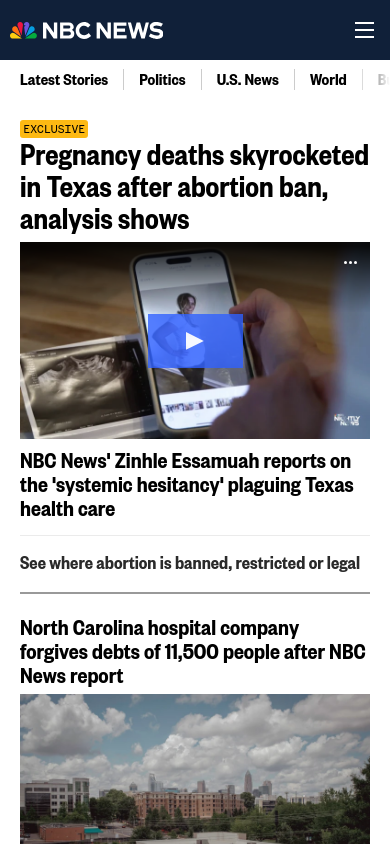 NBC NEWS
Latest Stories
Politics
U.S. News
World
EXCLUSIVE
Pregnancy deaths skyrocketed
in Texas after abortion ban,
analysis shows
NIGHTLY
NEWS
NBC News' Zinhle Essamuah reports on
the 'systemic hesitancy' plaguing Texas
health care
See where abortion is banned, restricted or legal
North Carolina hospital company
forgives debts of 11,500 people after NBC
News report